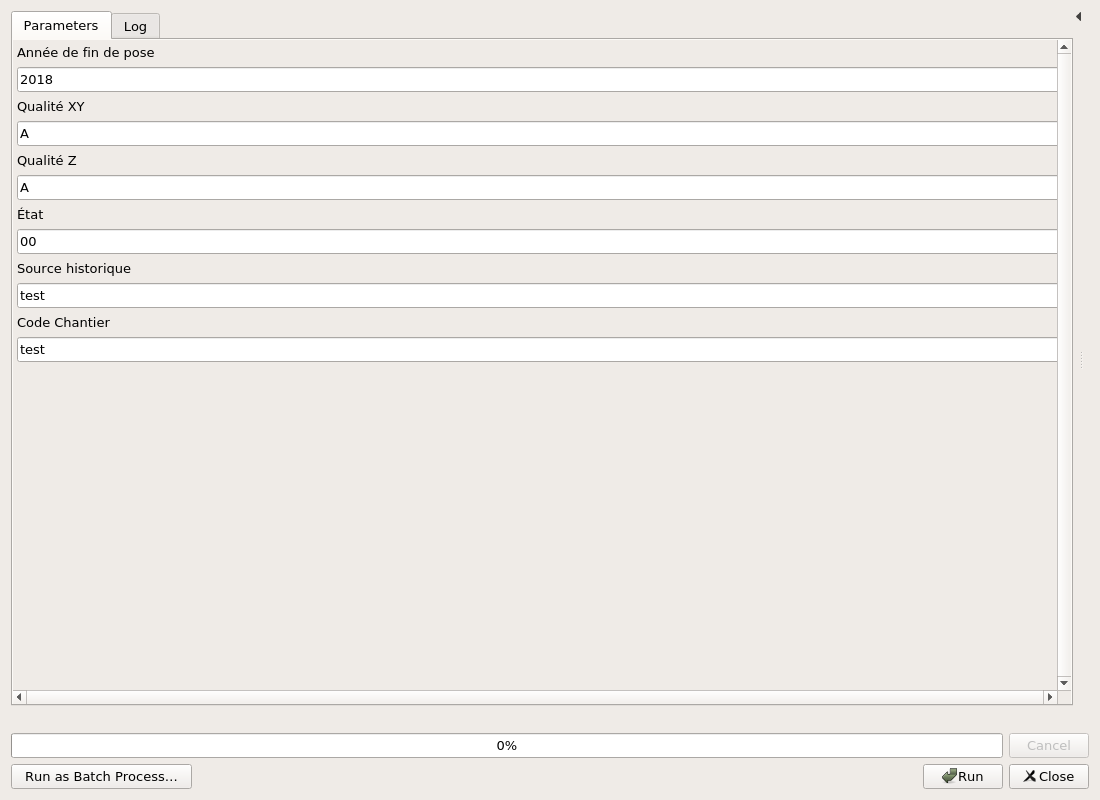 Parameters
Log
Année de fin de pose
2018
Qualité XY
A
Qualité Z
A
État
00
Source historique
test
Code Chantier
test
0%
Cancel
Run as Batch Process...
Run
Close